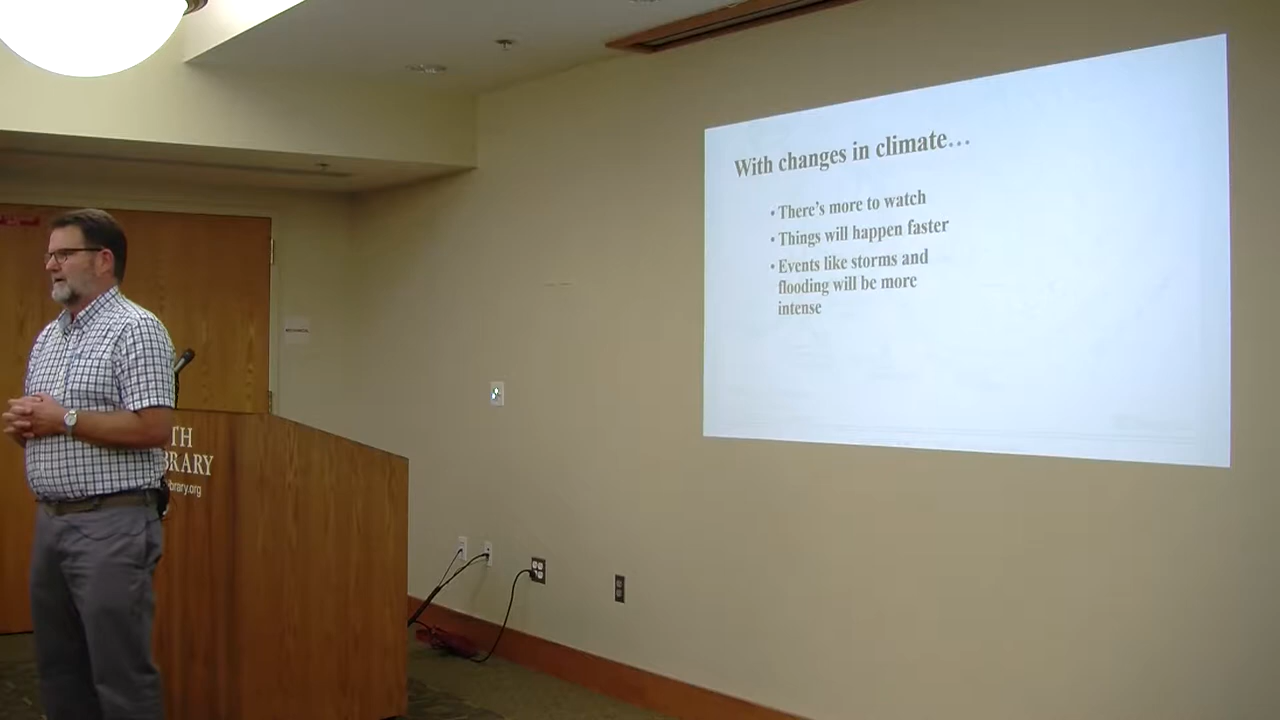 With changes in climate…
• There's more to watch
• Things will happen faster
• Events like storms and
flooding will be more
intense
TH
BRARY
ibrary.org